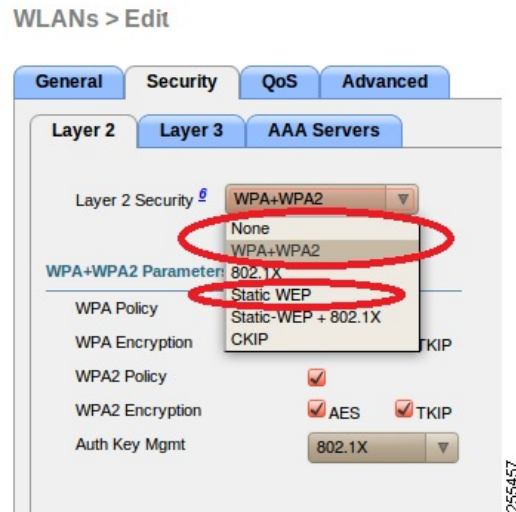 WLANs > Edit
General Security QoS Advanced
Layer 2 Layer 3 AAA Servers
Layer 2 Security 6 WPA+WPA2
None
WPA+WPA2
WPA+WPA2 Parameters 802.1X
Static WEP
WPA Policy
Static-WEP + 802.1X
WPA Encryption CKIP TKIP
WPA2 Policy
WPA2 Encryption AES TKIP
Auth Key Mgmt 802.1X
255457